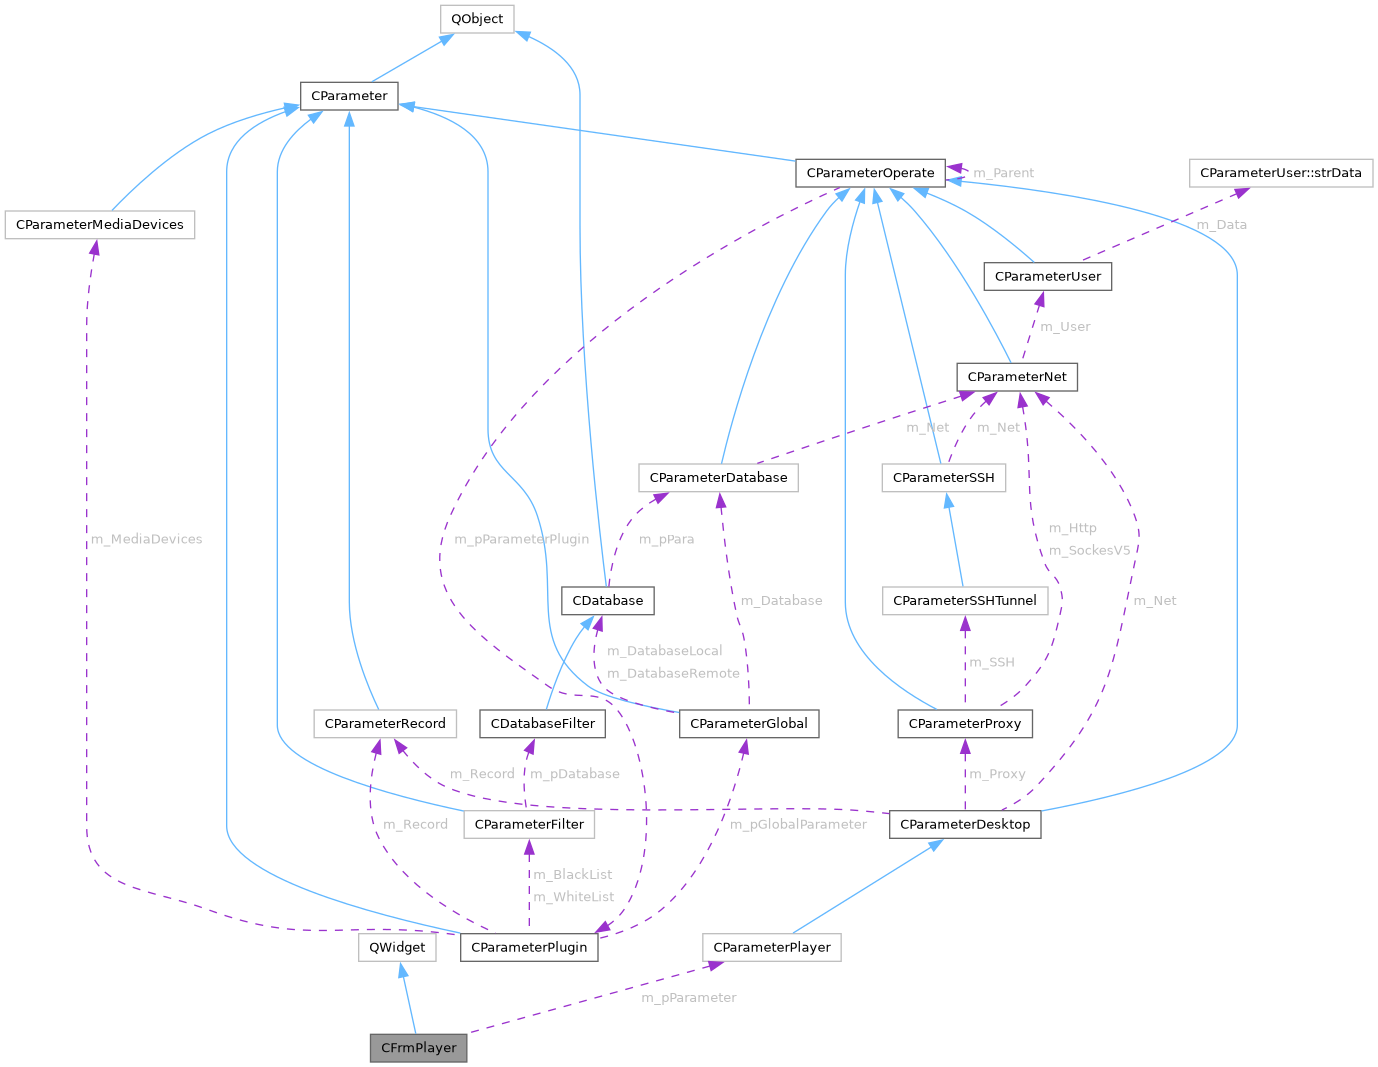 QObject
CParameter
CParameterOperate
m_Parent
CParameterUser::strData
CParameterMediaDevices
m_Data
CParameterUser
m_User
CParameterNet
m_Net
m_Net
CParameterDatabase
CParameterSSH
m_Http
m_SockesV5
m_MediaDevices
m_pParameterPlugin
m_pPara
CDatabase
m_Database
CParameterSSHTunnel
m_Net
m_DatabaseLocal
m_DatabaseRemote
m_SSH
CParameterRecord
CDatabaseFilter
CParameterGlobal
CParameterProxy
m_Record
m_pDatabase
m_Proxy
m_Record
CParameterFilter
m_pGlobalParameter
CParameterDesktop
m_BlackList
m_WhiteList
QWidget
CParameterPlugin
CParameterPlayer
m_pParameter
CFrmPlayer